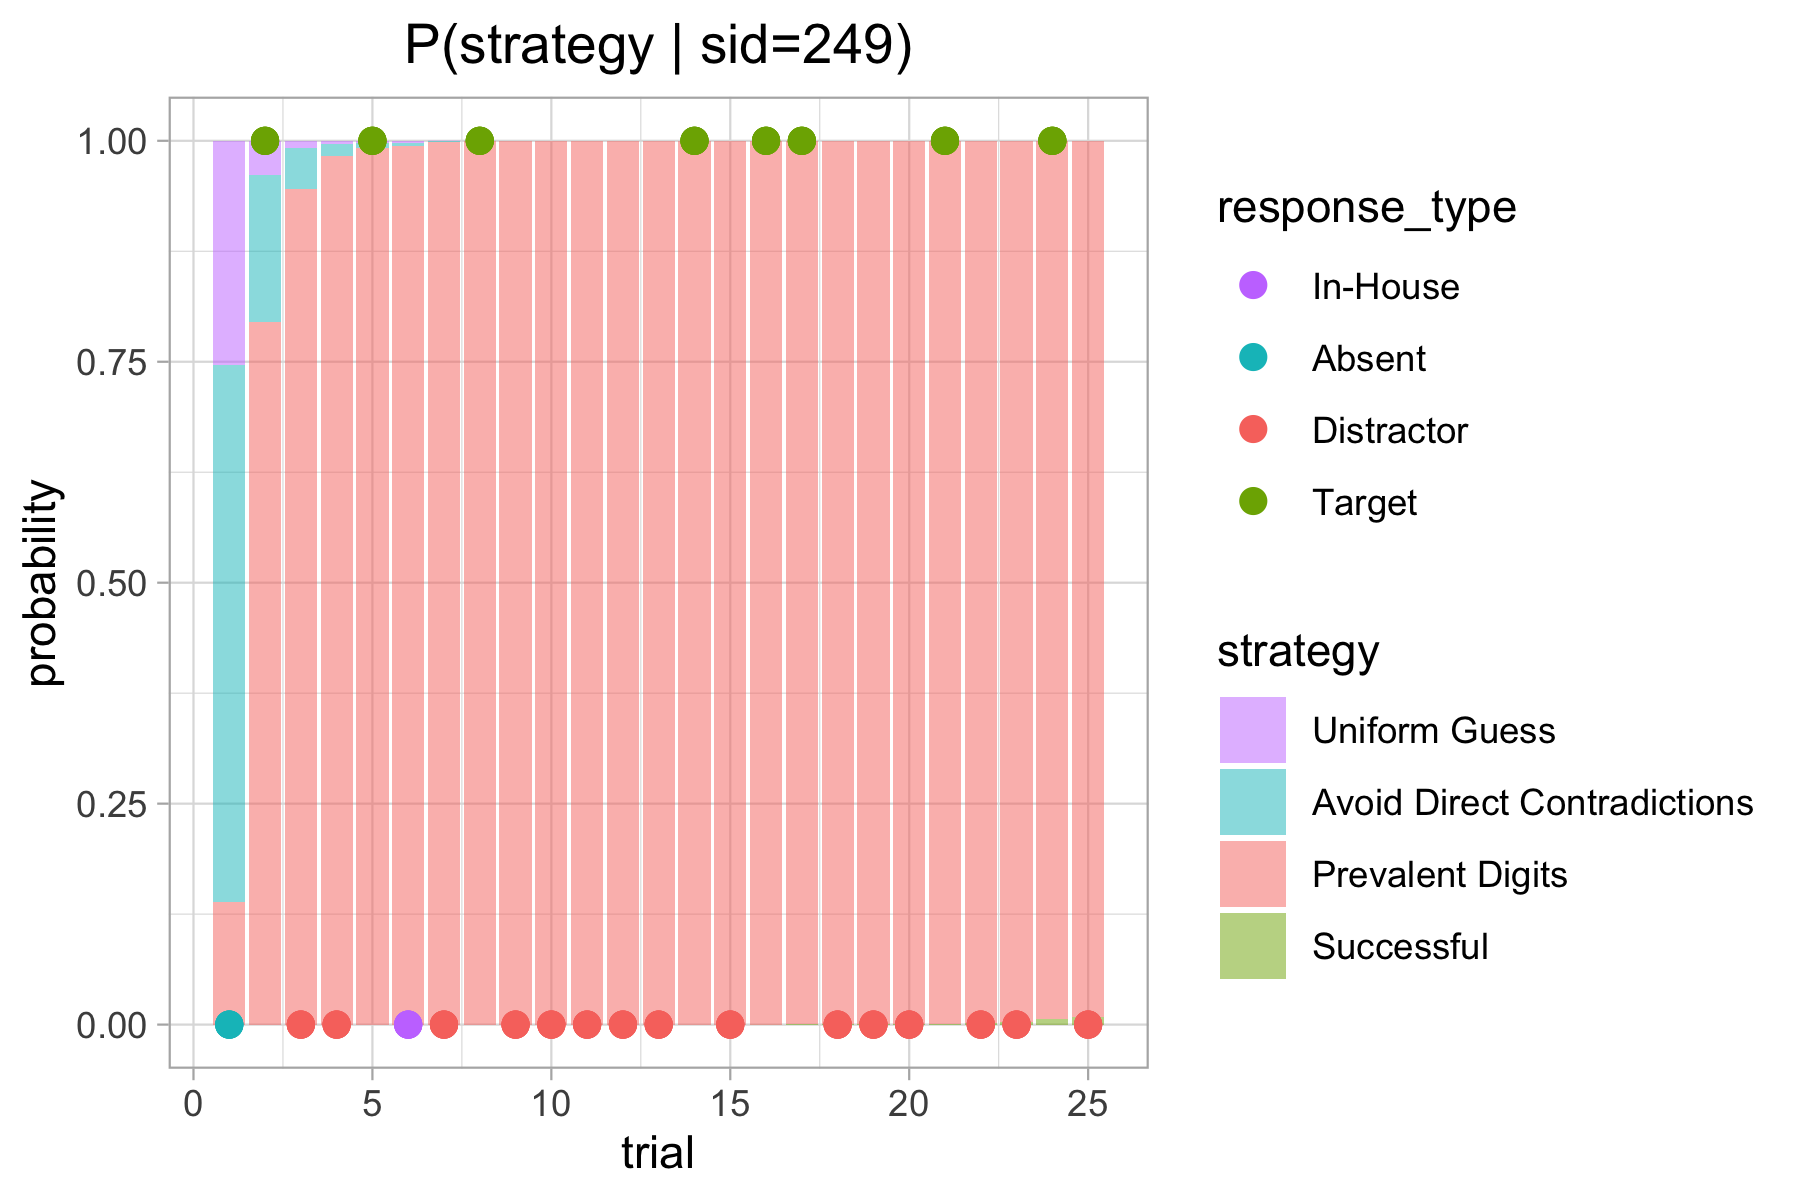 P(strategy | sid=249)
1.00
0.75
0.50
0.25
0.00
probability
0 5 10 15 20 25
trial
response_type
In-House
Absent
Distractor
Target
strategy
Uniform Guess
Avoid Direct Contradictions
Prevalent Digits
Successful